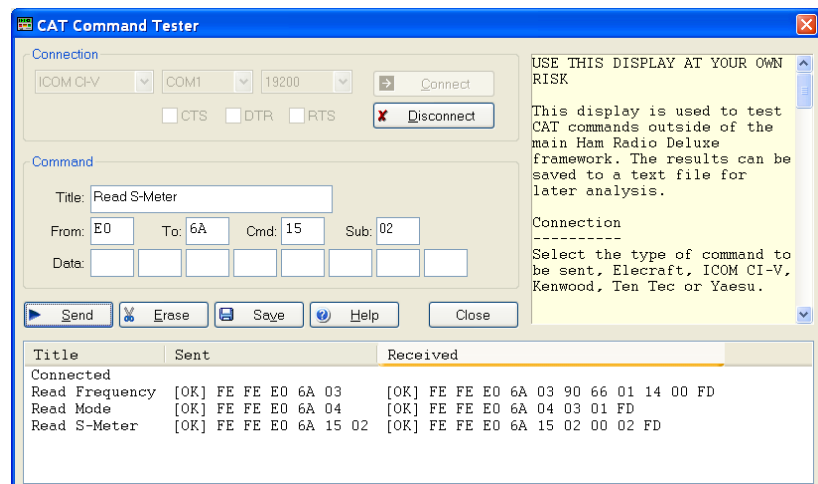 CAT Command Tester
Connection
ICOM CI-V COM1 19200 Connect
CTS DTR RTS Disconnect
Command
Title: Read S-Meter
From: E0 To: 6A Cmd: 15 Sub: 02
Data:
Send Erase Save Help Close
USE THIS DISPLAY AT YOUR OWN
RISK
This display is used to test
CAT commands outside of the
main Ham Radio Deluxe
framework. The results can be
saved to a text file for
later analysis.
Connection
----------
Select the type of command to
be sent, Elecraft, ICOM CI-V,
Kenwood, Ten Tec or Yaesu.
Title Sent Received
Connected
Read Frequency [OK] FE FE E0 6A 03 [OK] FE FE E0 6A 03 90 66 01 14 00 FD
Read Mode [OK] FE FE E0 6A 04 [OK] FE FE E0 6A 04 03 01 FD
Read S-Meter [OK] FE FE E0 6A 15 02 [OK] FE FE E0 6A 15 02 00 02 FD